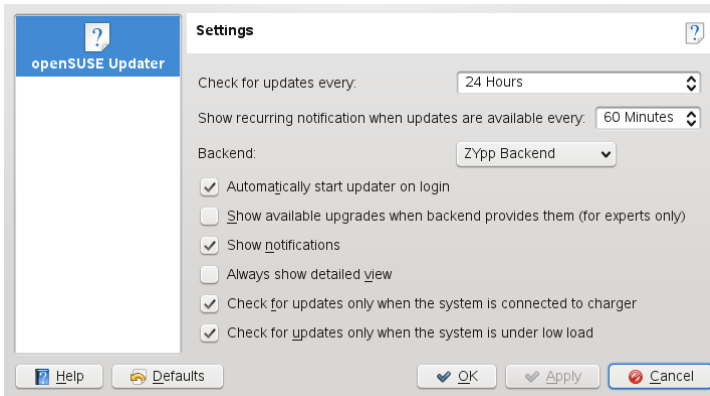 openSUSE Updater
Settings
Check for updates every: 24 Hours
Show recurring notification when updates are available every: 60 Minutes
Backend: ZYpp Backend
Automatically start updater on login
Show available upgrades when backend provides them (for experts only)
Show notifications
Always show detailed view
Check for updates only when the system is connected to charger
Check for updates only when the system is under low load
Help Defaults OK Apply Cancel